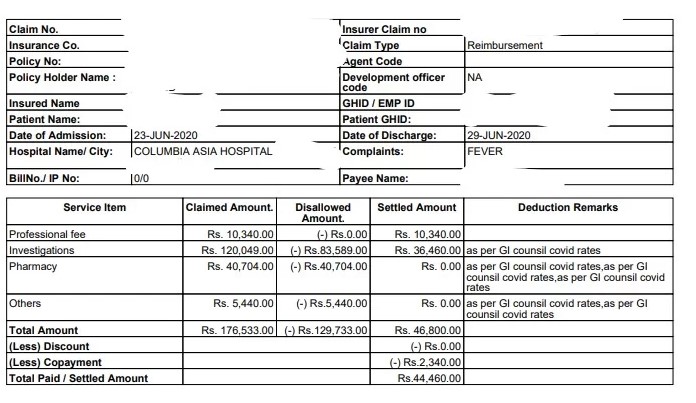 Claim No. Insurer Claim no
Insurance Co. Claim Type Reimbursement
Policy No: Agent Code
Policy Holder Name : Development officer NA
code
Insured Name GHID / EMP ID
Patient Name: Patient GHID:
Date of Admission: 23-JUN-2020 Date of Discharge: 29-JUN-2020
Hospital Name/ City: COLUMBIA ASIA HOSPITAL Complaints: FEVER
BillNo./ IP No: 0/0 Payee Name:
Service Item Claimed Amount. Disallowed Settled Amount Deduction Remarks
Amount.
Professional fee Rs. 10,340.00 (-) Rs.0.00 Rs. 10,340.00
Investigations Rs. 120,049.00 (-) Rs.83,589.00 Rs. 36,460.00 as per GI counsil covid rates
Pharmacy Rs. 40,704.00 (-) Rs.40,704.00 Rs. 0.00 as per GI counsil covid rates,as per GI
counsil covid rates,as per GI counsil covid
rates
Others Rs. 5,440.00 (-) Rs.5,440.00 Rs. 0.00 as per GI counsil covid rates,as per GI
counsil covid rates
Total Amount Rs. 176,533.00 (-) Rs.129,733.00 Rs. 46,800.00
(Less) Discount (-) Rs.0.00
(Less) Copayment (-) Rs.2,340.00
Total Paid / Settled Amount Rs.44,460.00